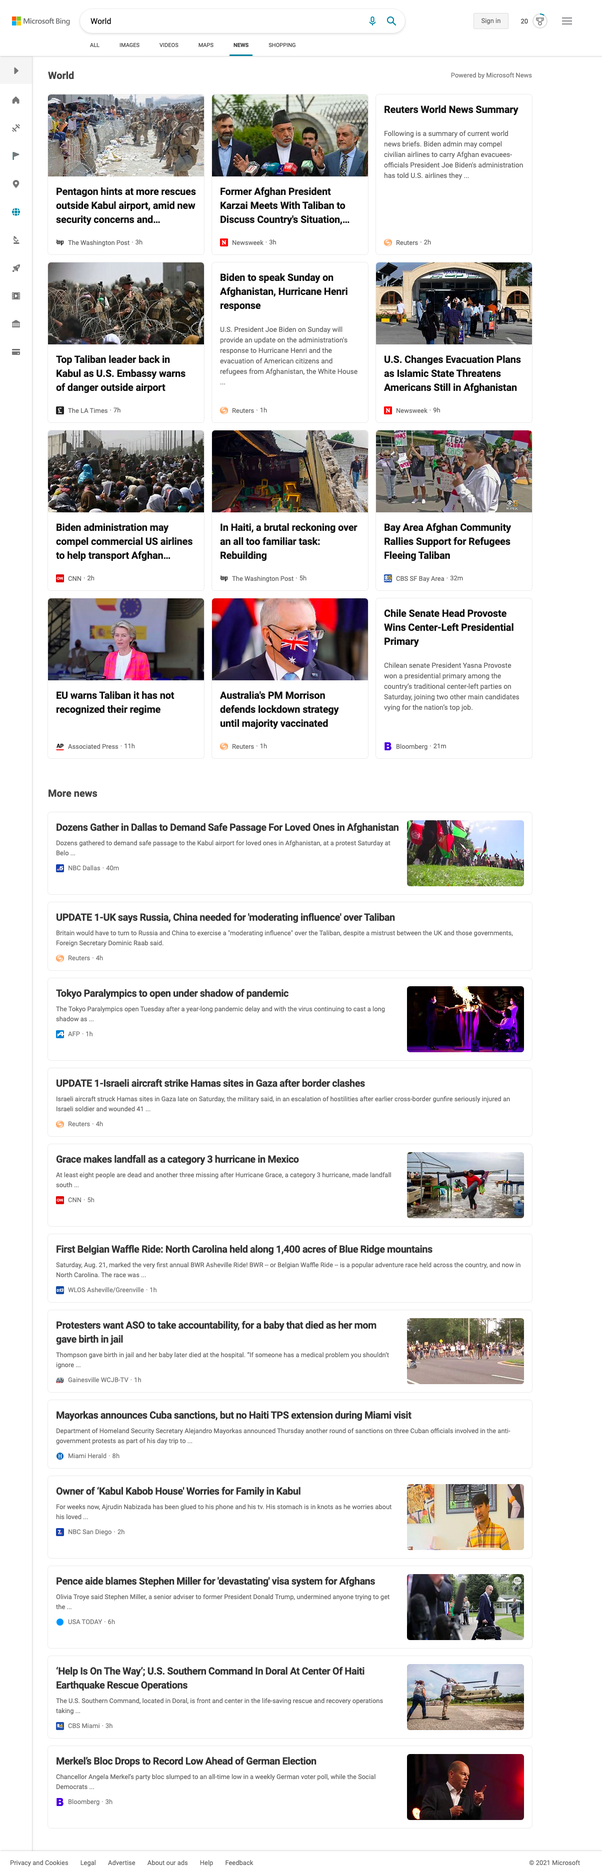 Microsoft Bing
World
Sign in
20
ALL IMAGES VIDEOS MAPS NEWS SHOPPING
World
Powered by Microsoft News
Pentagon hints at more rescues
outside Kabul airport, amid new
security concerns and...
The Washington Post · 3h
Former Afghan President
Karzai Meets With Taliban to
Discuss Country's Situation,...
Newsweek · 3h
Reuters World News Summary
Following is a summary of current world
news briefs. Biden admin may compel
civilian airlines to carry Afghan evacuees-
officials President Joe Biden's administration
has told U.S. airlines they ...
Reuters · 2h
Top Taliban leader back in
Kabul as U.S. Embassy warns
of danger outside airport
The LA Times · 7h
Biden to speak Sunday on
Afghanistan, Hurricane Henri
response
U.S. President Joe Biden on Sunday will
provide an update on the administration's
response to Hurricane Henri and the
evacuation of American citizens and
refugees from Afghanistan, the White House
...
Reuters · 1h
U.S. Changes Evacuation Plans
as Islamic State Threatens
Americans Still in Afghanistan
Newsweek · 9h
Biden administration may
compel commercial US airlines
to help transport Afghan...
CNN · 2h
In Haiti, a brutal reckoning over
an all too familiar task:
Rebuilding
The Washington Post · 5h
Bay Area Afghan Community
Rallies Support for Refugees
Fleeing Taliban
CBS SF Bay Area · 32m
EU warns Taliban it has not
recognized their regime
Associated Press · 11h
Australia's PM Morrison
defends lockdown strategy
until majority vaccinated
Reuters · 1h
Chile Senate Head Provoste
Wins Center-Left Presidential
Primary
Chilean senate President Yasna Provoste
won a presidential primary among the
country's traditional center-left parties on
Saturday, joining two other main candidates
vying for the nation's top job.
Bloomberg · 21m
More news
Dozens Gather in Dallas to Demand Safe Passage For Loved Ones in Afghanistan
Dozens gathered to demand safe passage to the Kabul airport for loved ones in Afghanistan, at a protest Saturday at
Belo ...
NBC Dallas · 40m
UPDATE 1-UK says Russia, China needed for 'moderating influence' over Taliban
Britain would have to turn to Russia and China to exercise a "moderating influence" over the Taliban, despite a mistrust between the UK and those governments,
Foreign Secretary Dominic Raab said.
Reuters · 4h
Tokyo Paralympics to open under shadow of pandemic
The Tokyo Paralympics open Tuesday after a year-long pandemic delay and with the virus continuing to cast a long
shadow as ...
AFP · 1h
UPDATE 1-Israeli aircraft strike Hamas sites in Gaza after border clashes
Israeli aircraft struck Hamas sites in Gaza late on Saturday, the military said, in an escalation of hostilities after earlier cross-border gunfire seriously injured an
Israeli soldier and wounded 41 ...
Reuters · 4h
Grace makes landfall as a category 3 hurricane in Mexico
At least eight people are dead and another three missing after Hurricane Grace, a category 3 hurricane, made landfall
south ...
CNN · 5h
First Belgian Waffle Ride: North Carolina held along 1,400 acres of Blue Ridge mountains
Saturday, Aug. 21, marked the very first annual BWR Asheville Ride! BWR -- or Belgian Waffle Ride -- is a popular adventure race held across the country, and now in
North Carolina. The race was ...
WLOS Asheville/Greenville · 1h
Protesters want ASO to take accountability, for a baby that died as her mom
gave birth in jail
Thompson gave birth in jail and her baby later died at the hospital. "If someone has a medical problem you shouldn't
ignore ...
Gainesville WCJB-TV · 1h
Mayorkas announces Cuba sanctions, but no Haiti TPS extension during Miami visit
Department of Homeland Security Secretary Alejandro Mayorkas announced Thursday another round of sanctions on three Cuban officials involved in the anti-
government protests as part of his day trip to ...
Miami Herald · 8h
Owner of 'Kabul Kabob House' Worries for Family in Kabul
For weeks now, Ajrudin Nabizada has been glued to his phone and his tv. His stomach is in knots as he worries about
his loved ...
NBC San Diego · 2h
Pence aide blames Stephen Miller for 'devastating' visa system for Afghans
Olivia Troye said Stephen Miller, a senior adviser to former President Donald Trump, undermined anyone trying to get
the ...
USA TODAY · 6h
'Help Is On The Way'; U.S. Southern Command In Doral At Center Of Haiti
Earthquake Rescue Operations
The U.S. Southern Command, located in Doral, is front and center in the life-saving rescue and recovery operations
taking ...
CBS Miami · 3h
Merkel's Bloc Drops to Record Low Ahead of German Election
Chancellor Angela Merkel's party bloc slumped to an all-time low in a weekly German voter poll, while the Social
Democrats ...
Bloomberg · 3h
Privacy and Cookies Legal Advertise About our ads Help Feedback © 2021 Microsoft